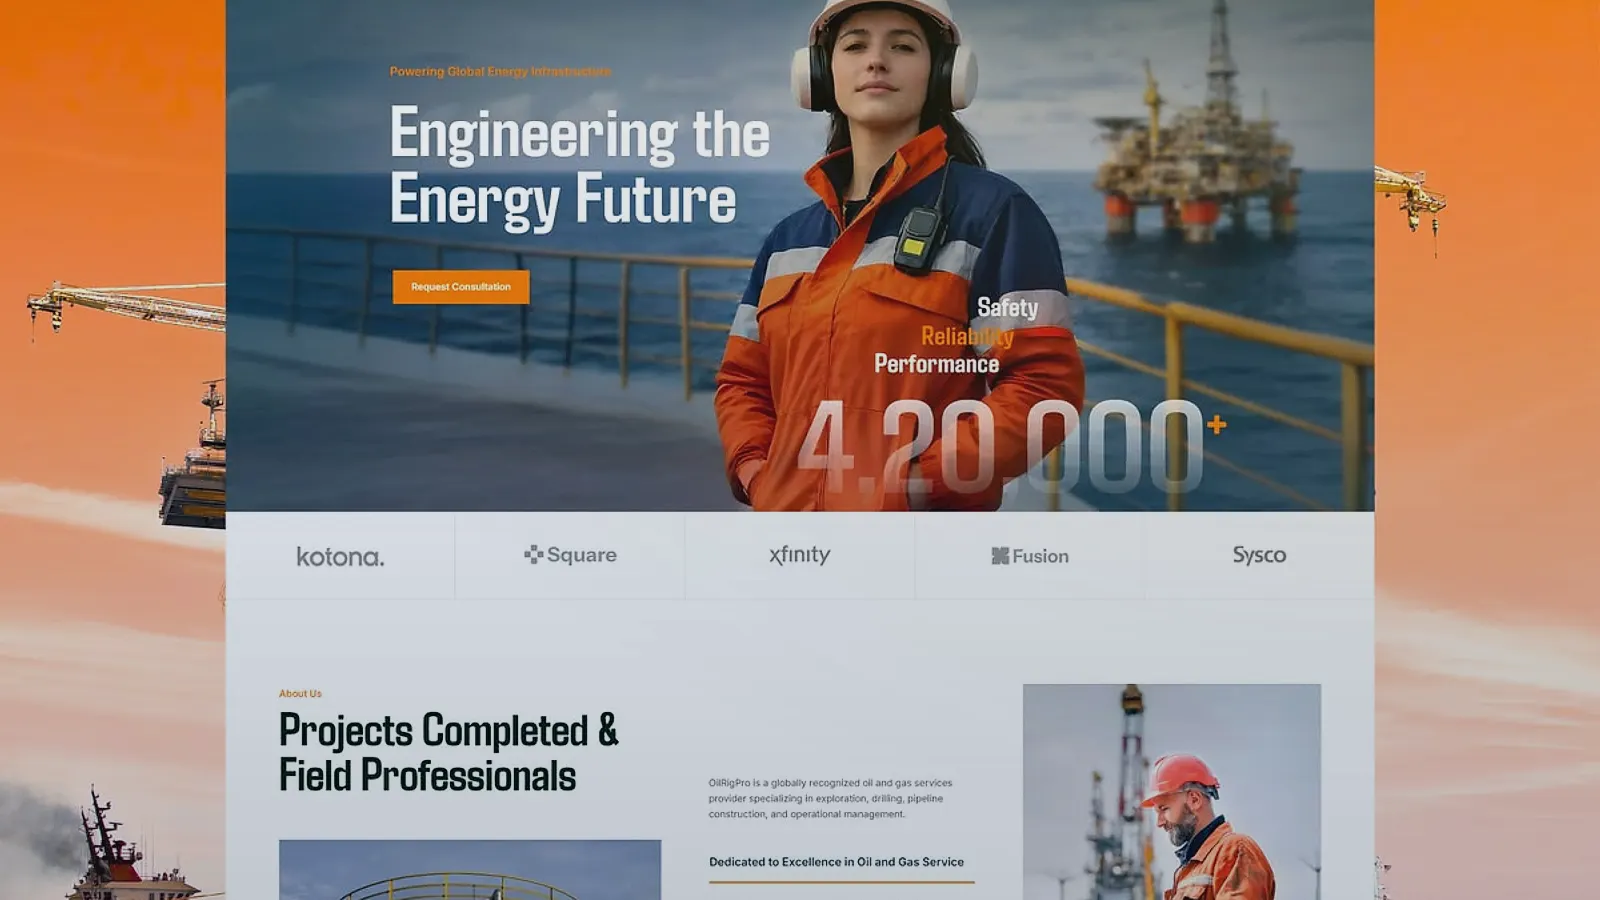 Powering Global Energy Infrastructure
Engineering the
Energy Future
Request Consultation
Safety
Reliability
Performance
4.20.000+
kotona.
Square
xfinity
Fusion
Sysco
About Us
Projects Completed &
Field Professionals
OilRigPro is a globally recognized oil and gas services
provider specializing in exploration, drilling, pipeline
construction, and operational management.
Dedicated to Excellence in Oil and Gas Service